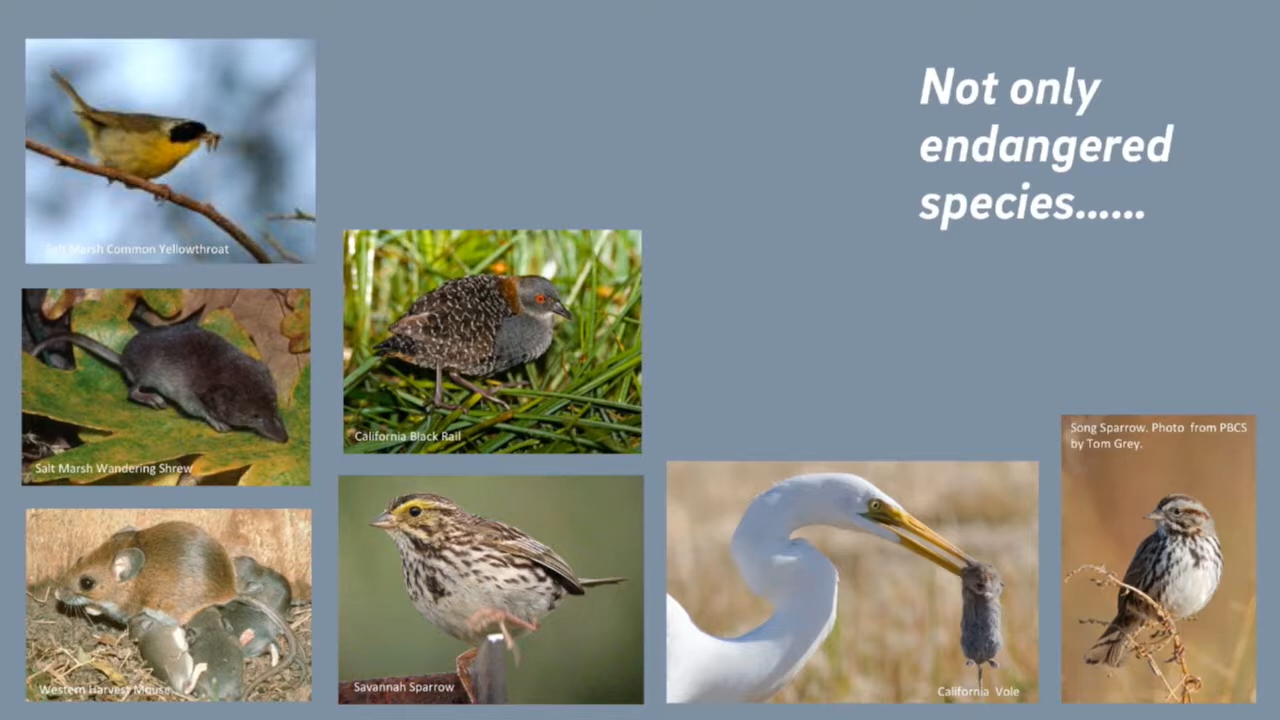 Not only
endangered
species......
Salt Marsh Common Yellowthroat
Salt Marsh Wandering Shrew
Western Harvest Mouse
California Black Rail
Savannah Sparrow
California Vole
Song Sparrow. Photo from PBCS
by Tom Grey.